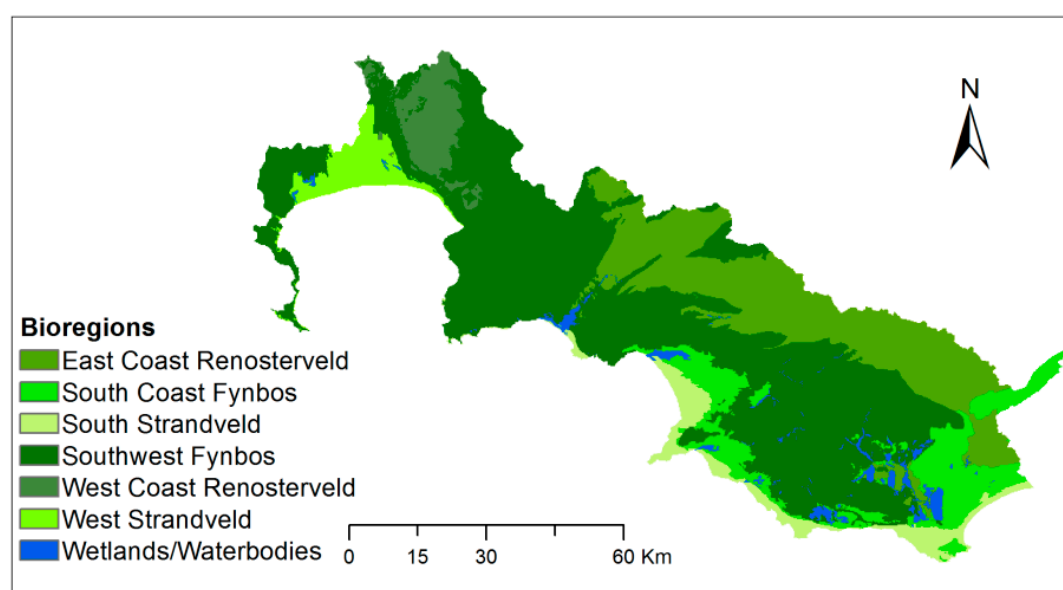 N
Bioregions
East Coast Renosterveld
South Coast Fynbos
South Strandveld
Southwest Fynbos
West Coast Renosterveld
West Strandveld
Wetlands/Waterbodies
0 15 30 60 Km